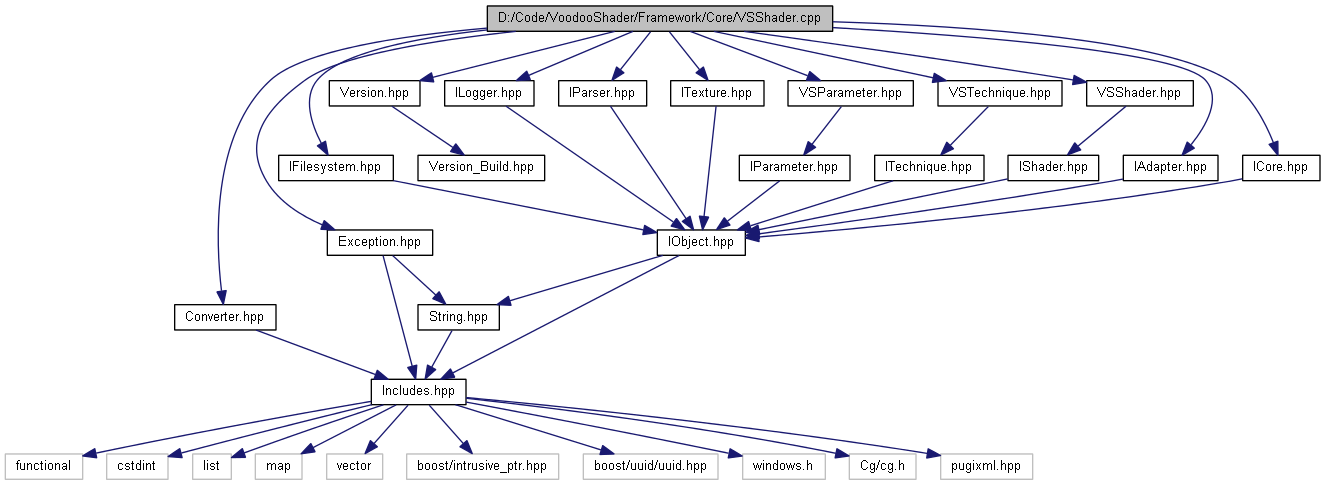 D:/Code/VoodooShader/Framework/Core/VSShader.cpp
Version.hpp
ILogger.hpp
IParser.hpp
ITexture.hpp
VSParameter.hpp
VSTechnique.hpp
VSShader.hpp
IFilesystem.hpp
Version_Build.hpp
IParameter.hpp
ITechnique.hpp
IShader.hpp
IAdapter.hpp
ICore.hpp
Exception.hpp
IObject.hpp
Converter.hpp
String.hpp
Includes.hpp
functional
cstdint
list
map
vector
boost/intrusive_ptr.hpp
boost/uuid/uuid.hpp
windows.h
Cg/cg.h
pugixml.hpp